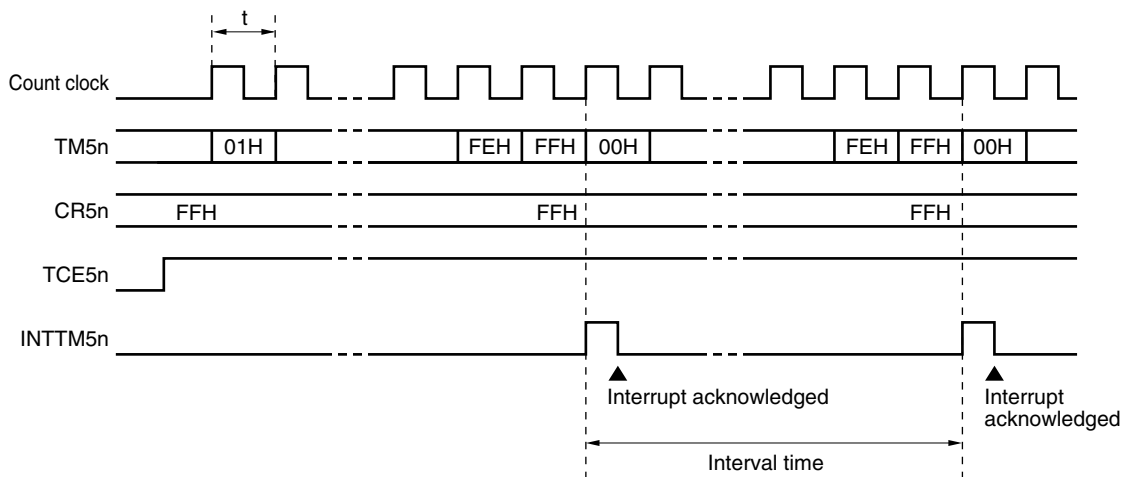 t
Count clock
TM5n 01H FEH FFH 00H FEH FFH 00H
CR5n FFH FFH FFH
TCE5n
INTTM5n
Interrupt acknowledged
Interrupt
acknowledged
Interval time